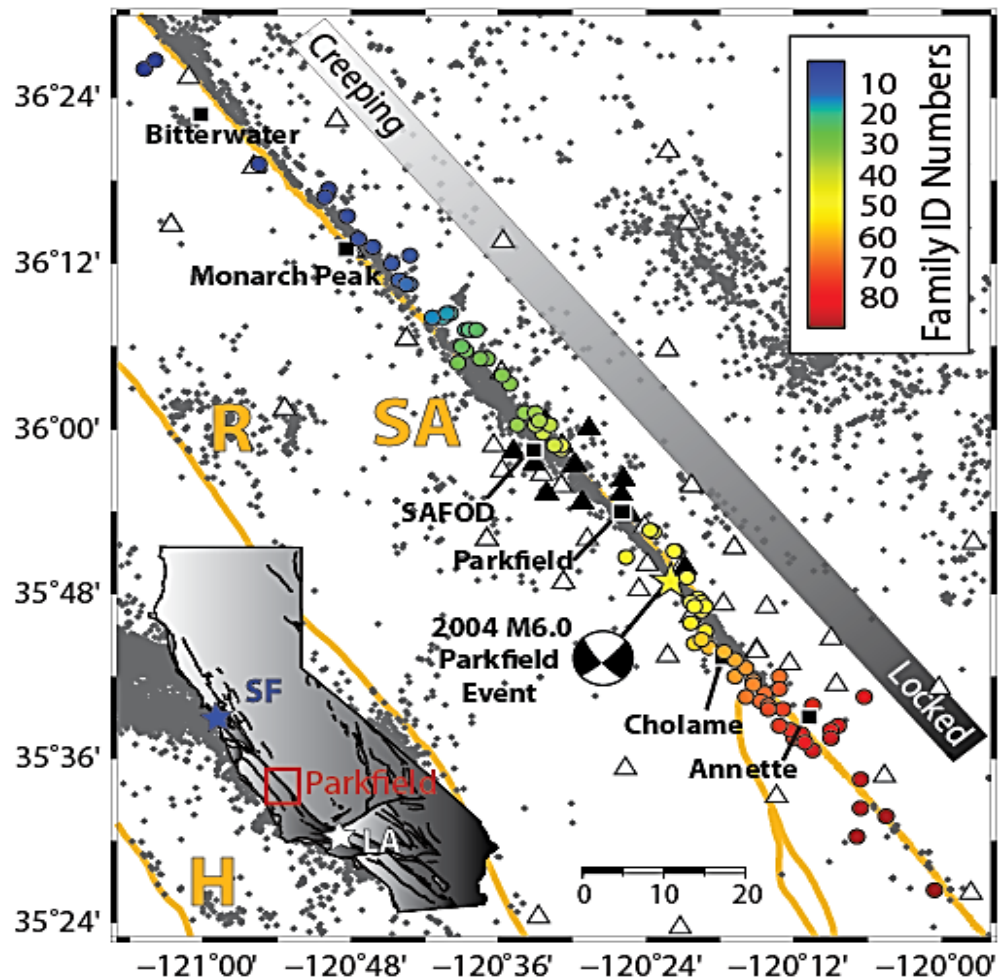 Creeping
Locked
10
20
30
40
50
60
70
80
Family ID Numbers
36°24'
36°12'
36°00'
35°48'
35°36'
35°24'
Bitterwater
Monarch Peak
R
SA
SAFOD
Parkfield
2004 M6.0
Parkfield
Event
Cholame
Annette
SF
Parkfield
LA
H
0 10 20
−121°00' −120°48' −120°36' −120°24' −120°12' −120°00'